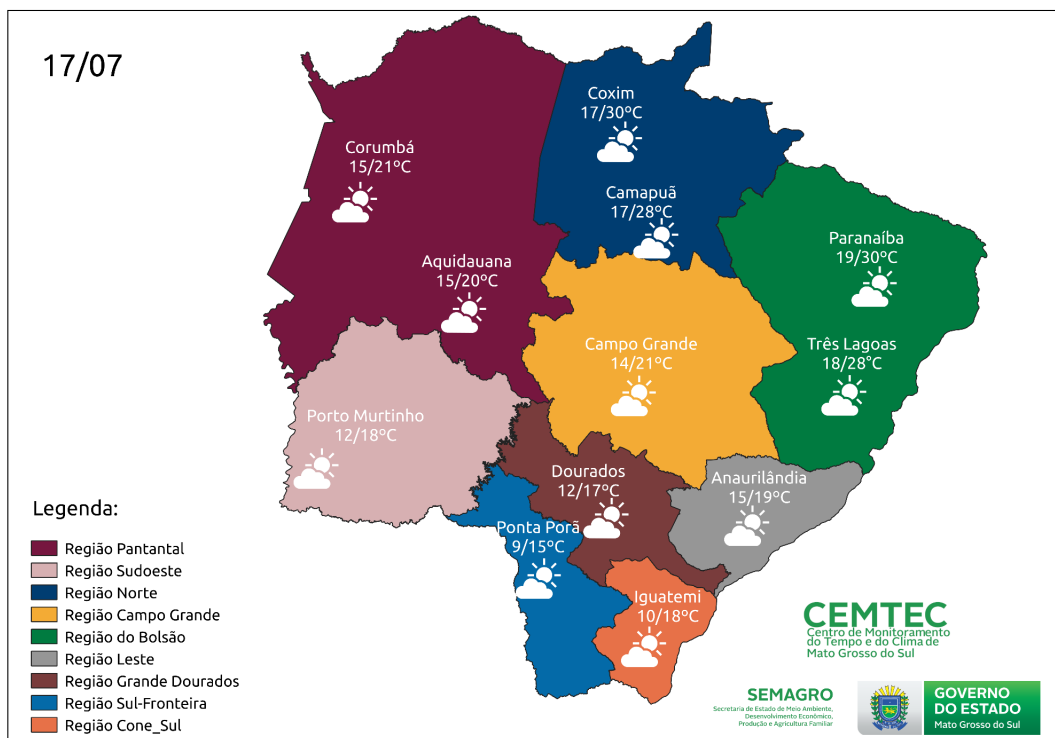 17/07
Coxim
17/30ºC
Corumbá
15/21ºC
Camapuã
17/28ºC
Paranaíba
19/30ºC
Aquidauana
15/20ºC
Campo Grande
14/21ºC
Três Lagoas
18/28°C
Porto Murtinho
12/18ºC
Dourados
12/17ºC
Anaurilândia
15/19ºC
Ponta Porã
9/15ºC
Iguatemi
10/18ºC
Legenda:
Região Pantantal
Região Sudoeste
Região Norte
Região Campo Grande
Região do Bolsão
Região Leste
Região Grande Dourados
Região Sul-Fronteira
Região Cone_Sul
CEMTEC
Centro de Monitoramento
do Tempo e do Clima de
Mato Grosso do Sul
SEMAGRO
Secretaria de Estado de Meio Ambiente,
Desenvolvimento Econômico,
Produção e Agricultura Familiar
GOVERNO
DO ESTADO
Mato Grosso do Sul